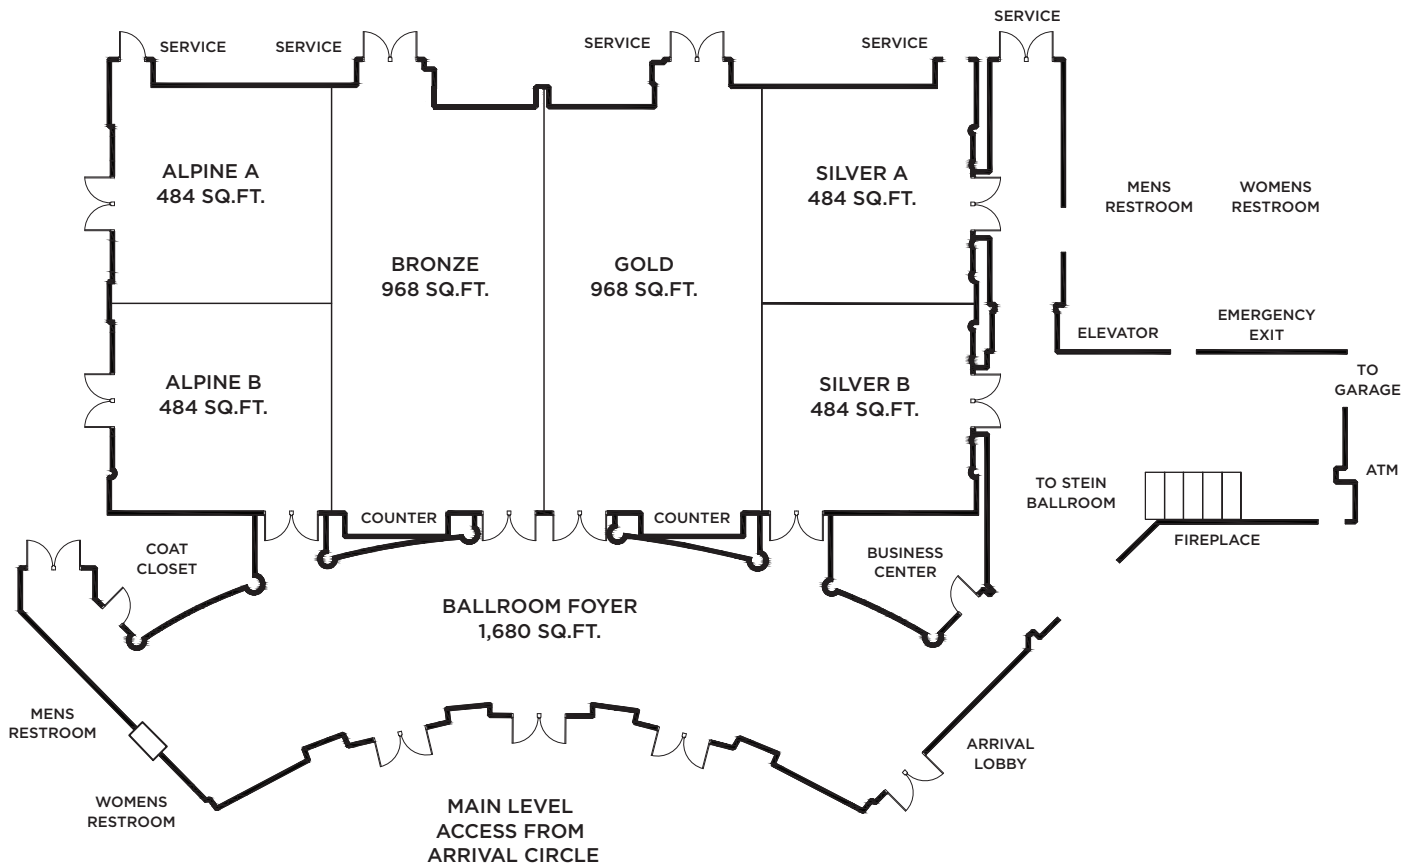 SERVICE
SERVICE
SERVICE
SERVICE
SERVICE
ALPINE A
484 SQ.FT.
SILVER A
484 SQ.FT.
MENS
RESTROOM
WOMENS
RESTROOM
BRONZE
968 SQ.FT.
GOLD
968 SQ.FT.
ELEVATOR
EMERGENCY
EXIT
ALPINE B
484 SQ.FT.
SILVER B
484 SQ.FT.
TO
GARAGE
ATM
TO STEIN
BALLROOM
COUNTER
COUNTER
FIREPLACE
COAT
CLOSET
BUSINESS
CENTER
BALLROOM FOYER
1,680 SQ.FT.
MENS
RESTROOM
ARRIVAL
LOBBY
WOMENS
RESTROOM
MAIN LEVEL
ACCESS FROM
ARRIVAL CIRCLE